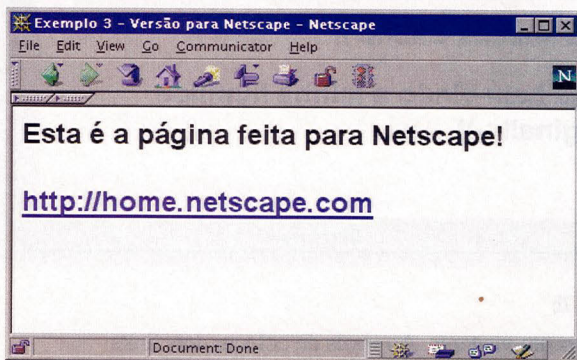 Exemplo 3 - Versão para Netscape - Netscape
File Edit View Go Communicator Help
N
Esta é a página feita para Netscape!
http://home.netscape.com
Document: Done